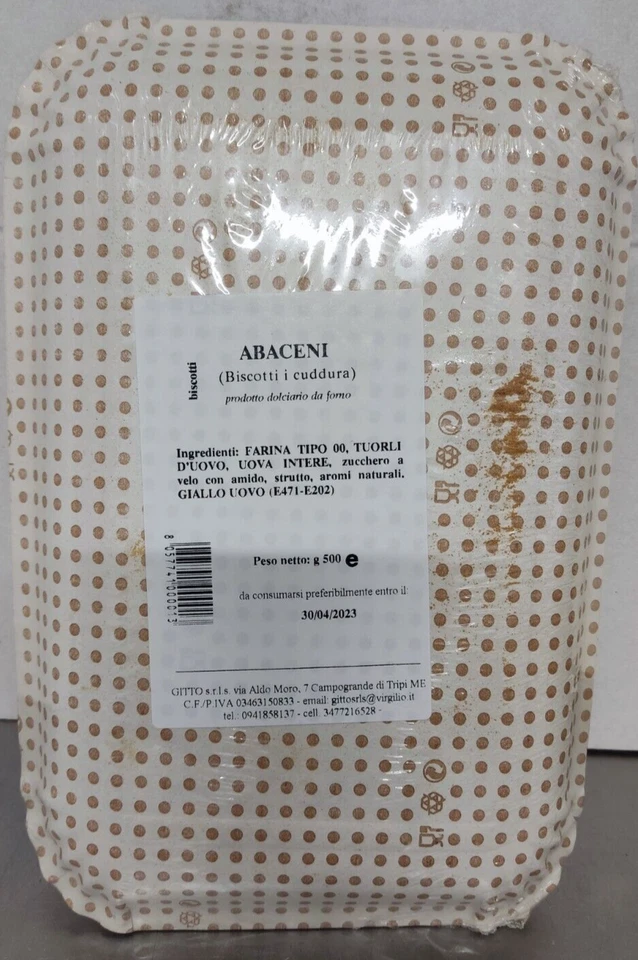 biscotti
ABACENI
(Biscotti i cuddura)
prodotto dolciario da forno
Ingredienti: FARINA TIPO 00, TUORLI
D'UOVO, UOVA INTERE, zucchero a
velo con amido, strutto, aromi naturali.
GIALLO UOVO (E471-E202)
Peso netto: g 500 e
da consumarsi preferibilmente entro il:
30/04/2023
GITTO s.r.l.s. via Aldo Moro, 7 Campogrande di Tripi ME
C.F./P.IVA 03463150833 - email: gittosrls@virgilio.it
tel.: 0941858137 - cell. 3477216528 -